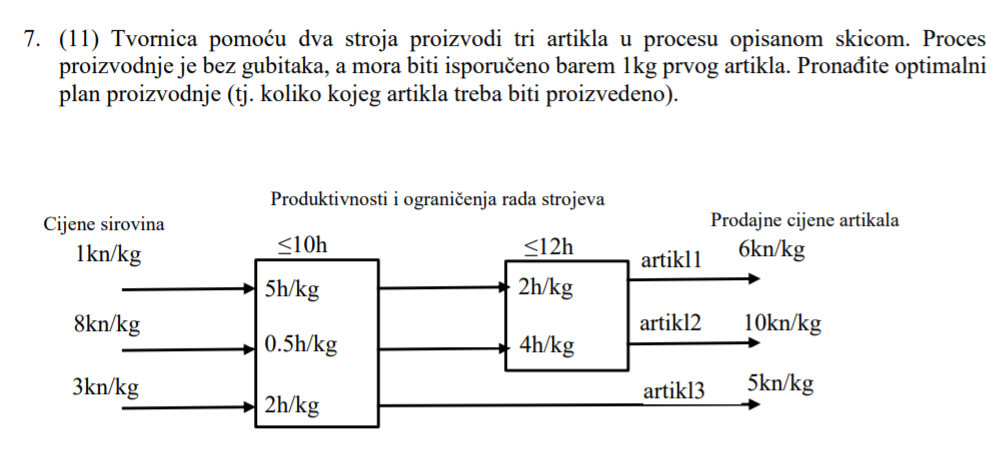 7. (11) Tvornica pomoću dva stroja proizvodi tri artikla u procesu opisanom skicom. Proces
proizvodnje je bez gubitaka, a mora biti isporučeno barem 1kg prvog artikla. Pronađite optimalni
plan proizvodnje (tj. koliko kojeg artikla treba biti proizvedeno).
Produktivnosti i ograničenja rada strojeva
Cijene sirovina
Prodajne cijene artikala
1kn/kg
≤10h
≤12h
artikl1
6kn/kg
5h/kg
2h/kg
8kn/kg
artikl2
10kn/kg
0.5h/kg
4h/kg
3kn/kg
artikl3
5kn/kg
2h/kg